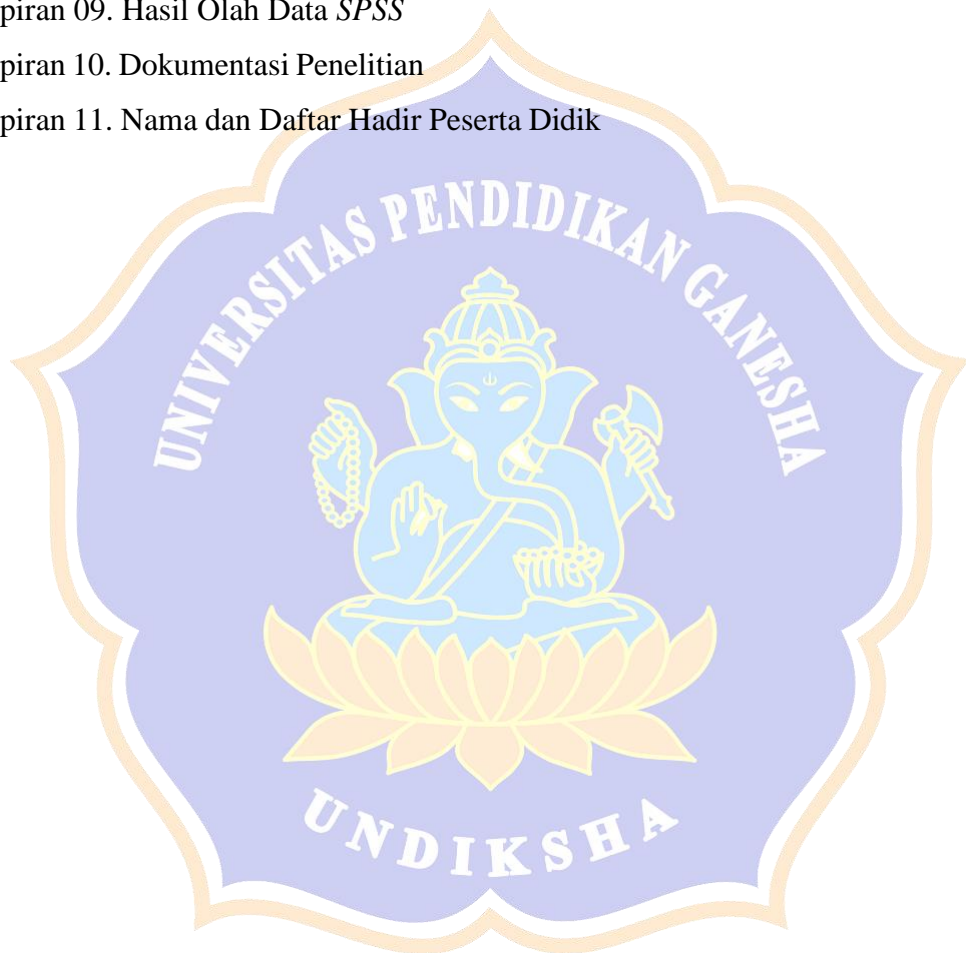 piran 09. Hasil Olah Data SPSS
piran 10. Dokumentasi Penelitian
piran 11. Nama dan Daftar Hadir Peserta Didik
UNIVERSITAS PENDIDIKAN GANESHA
UNDIKSHA